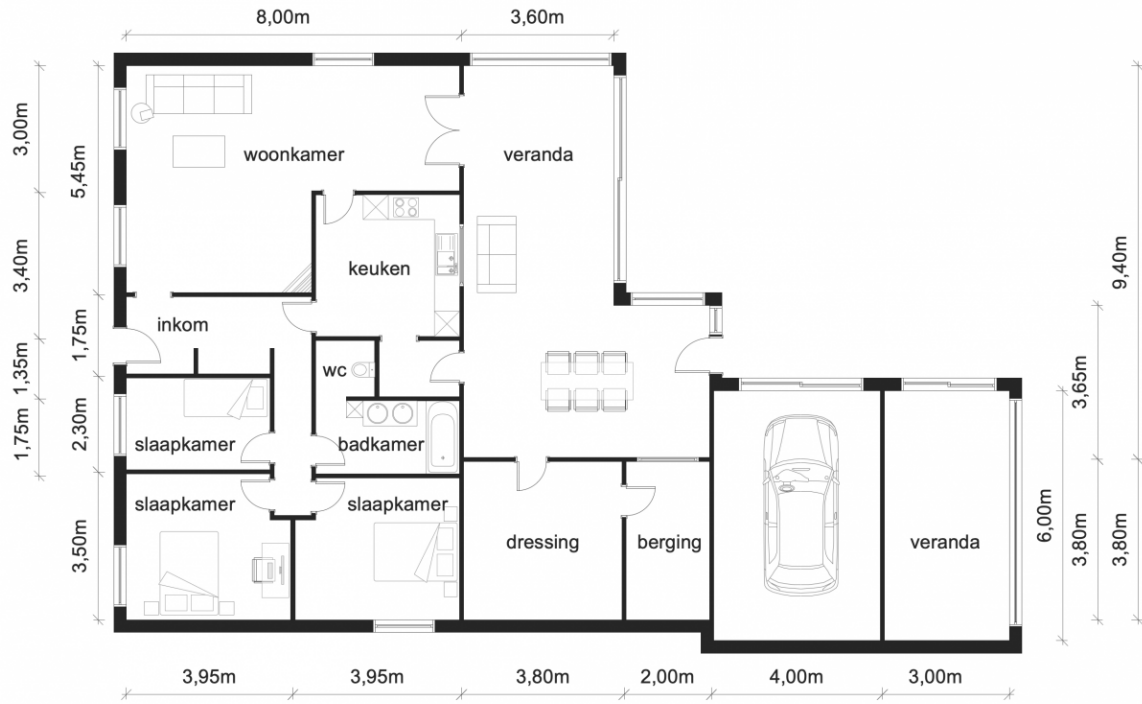 8,00m
3,60m
3,00m
5,45m
3,40m
1,75m
1,35m
2,30m
1,75m
3,50m
woonkamer
veranda
keuken
inkom
wc
slaapkamer
badkamer
slaapkamer
slaapkamer
dressing
berging
veranda
9,40m
3,65m
6,00m
3,80m
3,80m
3,95m
3,95m
3,80m
2,00m
4,00m
3,00m